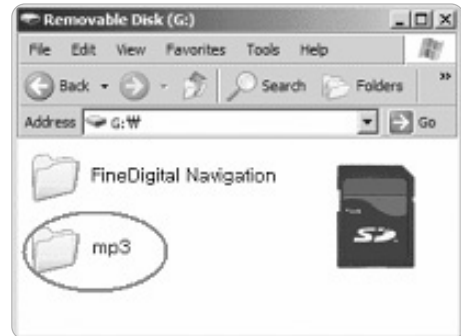 Removable Disk (G:)
File Edit View Favorites Tools Help
Back Search Folders »
Address G:₩ Go
FineDigital Navigation
mp3
SD